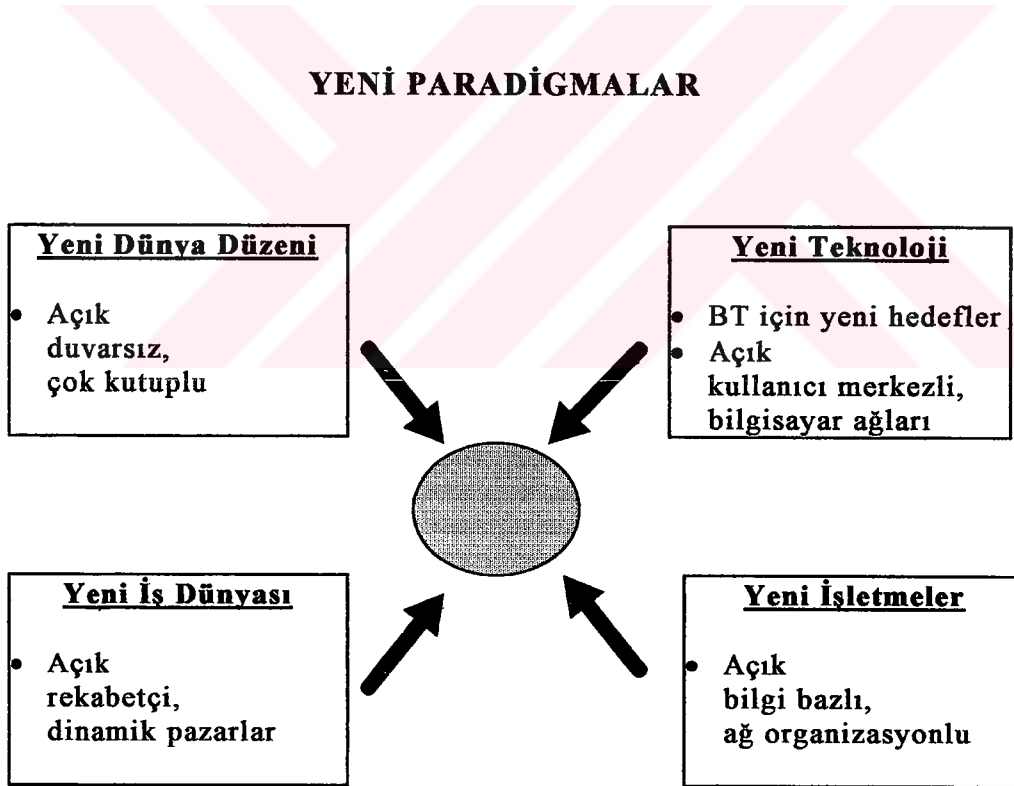 YENİ PARADİGMALAR
Yeni Dünya Düzeni
• Açık
duvarsız,
çok kutuplu
Yeni Teknoloji
• BT için yeni hedefler
• Açık
kullanıcı merkezli,
bilgisayar ağları
Yeni İş Dünyası
• Açık
rekabetçi,
dinamik pazarlar
Yeni İşletmeler
• Açık
bilgi bazlı,
ağ organizasyonlu